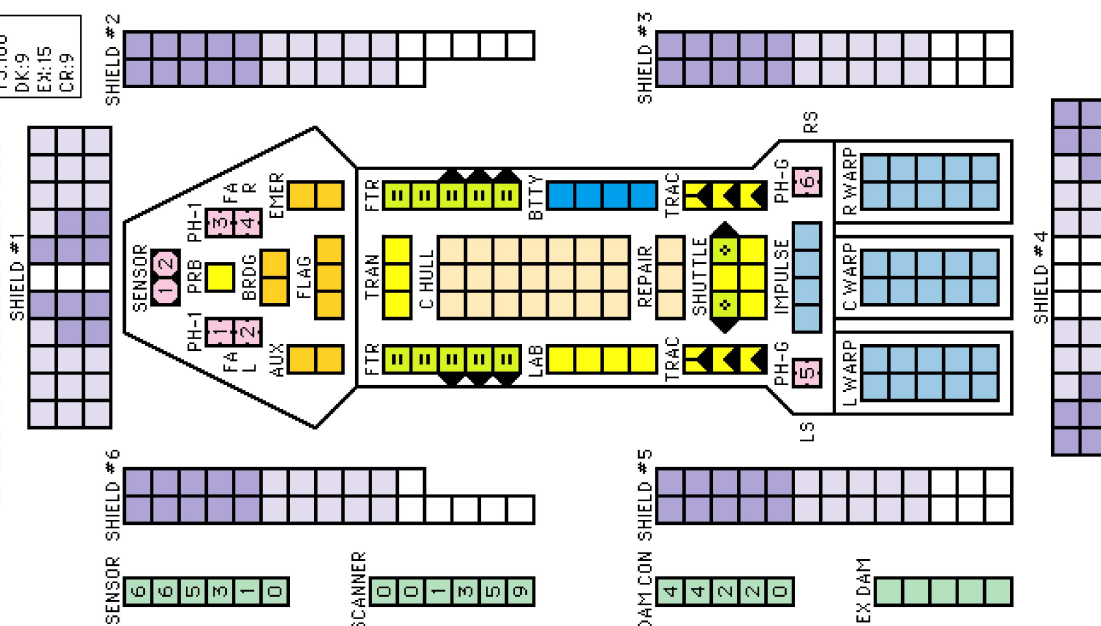 DK:9
EX:15
CR:9
SHIELD #1
SHIELD #2
SHIELD #3
SHIELD #4
SHIELD #5
SHIELD #6
SENSOR
1 2
PRB
PH-1
1
2
FA
L
PH-1
3
4
FA
R
BRDG
AUX
FLAG
EMER
FTR
TRAN
FTR
C HULL
LAB
BTTY
REPAIR
TRAC
SHUTTLE
TRAC
PH-G
5
LS
IMPULSE
PH-G
6
RS
L WARP
C WARP
R WARP
SENSOR
6
6
5
3
1
0
SCANNER
0
0
1
3
5
9
DAM CON
4
4
2
2
0
EX DAM